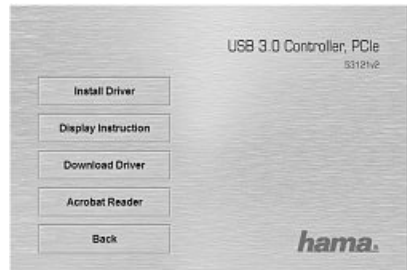 USB 3.0 Controller, PCIe
53121v2
Install Driver
Display Instruction
Download Driver
Acrobat Reader
Back
hama.